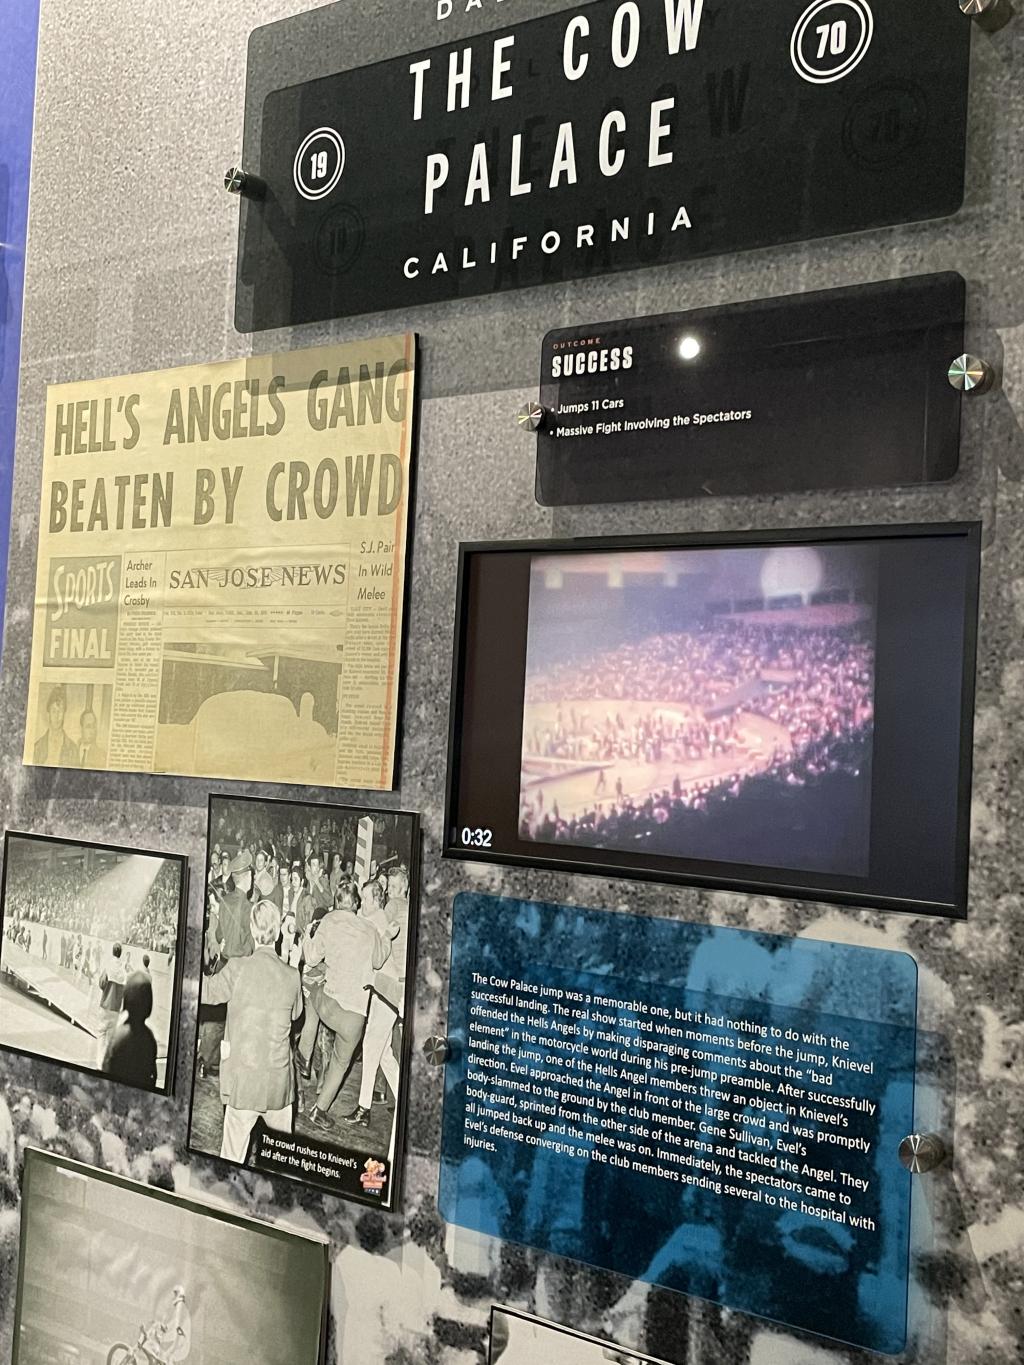 DA
THE COW
PALACE
19
70
CALIFORNIA
OUTCOME
SUCCESS
• Jumps 11 Cars
• Massive Fight Involving the Spectators
HELL'S ANGELS GANG
BEATEN BY CROWD
SPORTS
FINAL
Archer
Leads In
Crosby
SAN JOSE NEWS
S.J. Pair
In Wild
Melee
0:32
The crowd rushes to Knievel's
aid after the fight begins.
The Cow Palace jump was a memorable one, but it had nothing to do with the
successful landing. The real show started when moments before the jump, Knievel
offended the Hells Angels by making disparaging comments about the "bad
element" in the motorcycle world during his pre-jump preamble. After successfully
landing the jump, one of the Hells Angel members threw an object in Knievel's
direction. Evel approached the Angel in front of the large crowd and was promptly
body-slammed to the ground by the club member. Gene Sullivan, Evel's
body-guard, sprinted from the other side of the arena and tackled the Angel. They
all jumped back up and the melee was on. Immediately, the spectators came to
Evel's defense converging on the club members sending several to the hospital with
injuries.